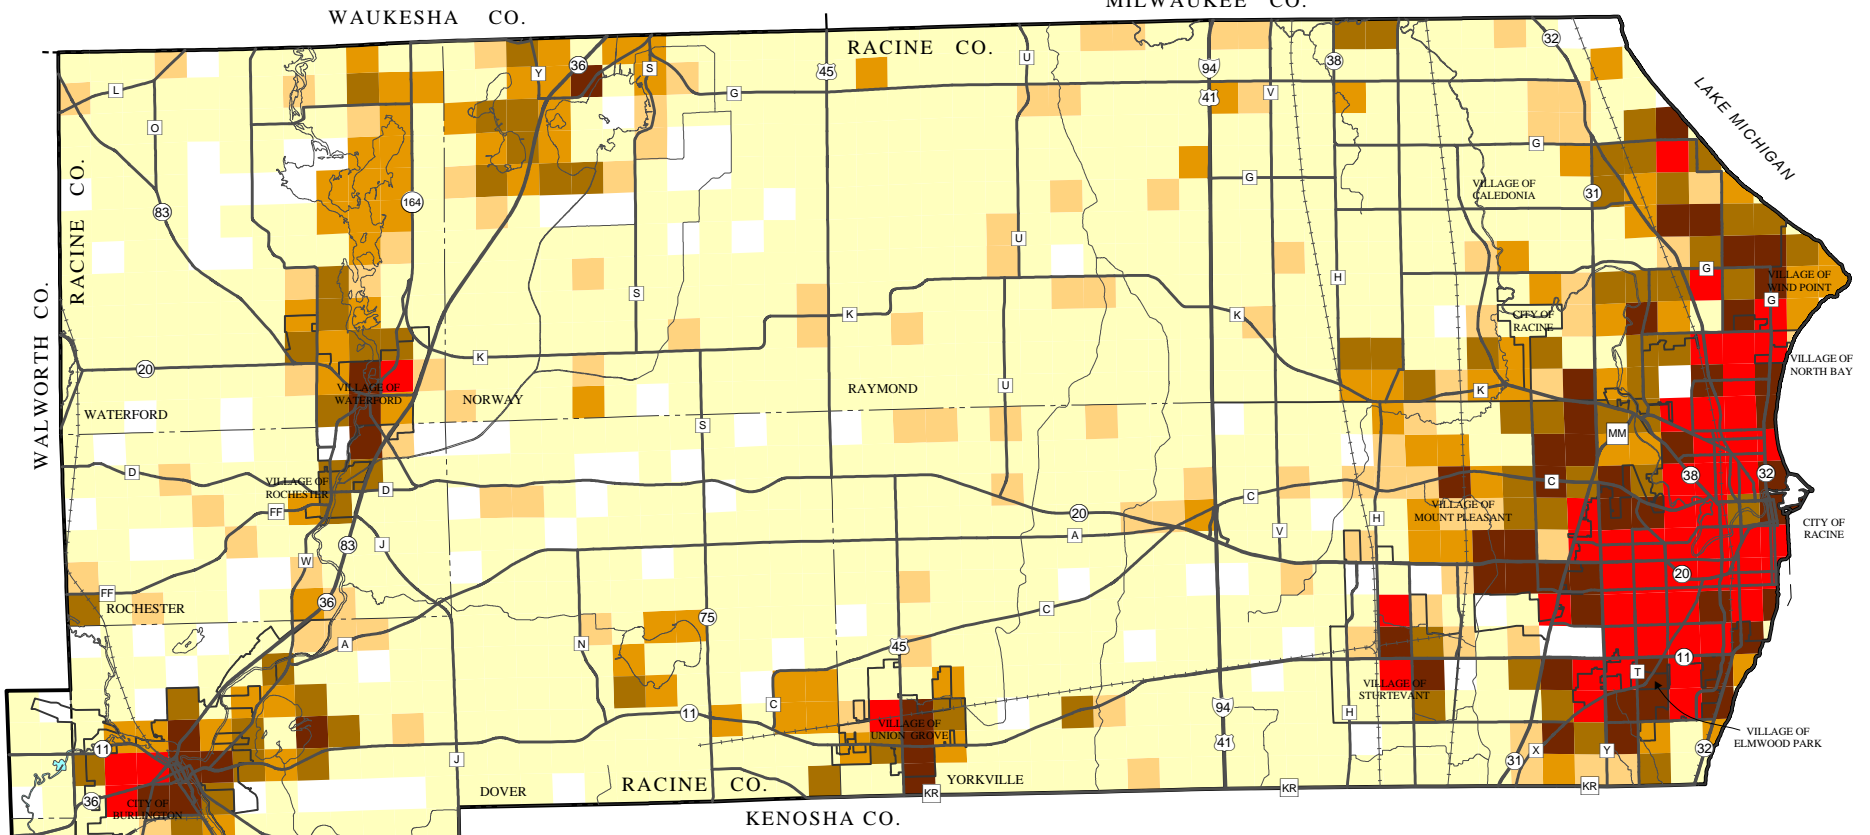 WAUKESHA CO.
MILWAUKEE CO.
RACINE CO.
LAKE MICHIGAN
WALWORTH CO.
RACINE CO.
L
O
83
164
Y
36
S
G
45
U
94
41
V
38
32
G
G
31
VILLAGE OF
CALEDONIA
U
H
S
K
K
G
VILLAGE OF
WIND POINT
G
CITY OF
RACINE
20
K
VILLAGE OF
WATERFORD
WATERFORD
NORWAY
RAYMOND
U
K
VILLAGE OF
NORTH BAY
S
MM
D
VILLAGE OF
ROCHESTER
D
FF
C
C
38
32
20
VILLAGE OF
MOUNT PLEASANT
H
CITY OF
RACINE
83
J
W
A
V
20
FF
ROCHESTER
36
75
C
A
N
45
11
T
VILLAGE OF
STURTEVANT
C
11
VILLAGE OF
UNION GROVE
94
41
H
VILLAGE OF
ELMWOOD PARK
11
J
31
X
Y
32
36
CITY OF
BURLINGTON
DOVER
RACINE CO.
YORKVILLE
KR
KR
KR
KENOSHA CO.